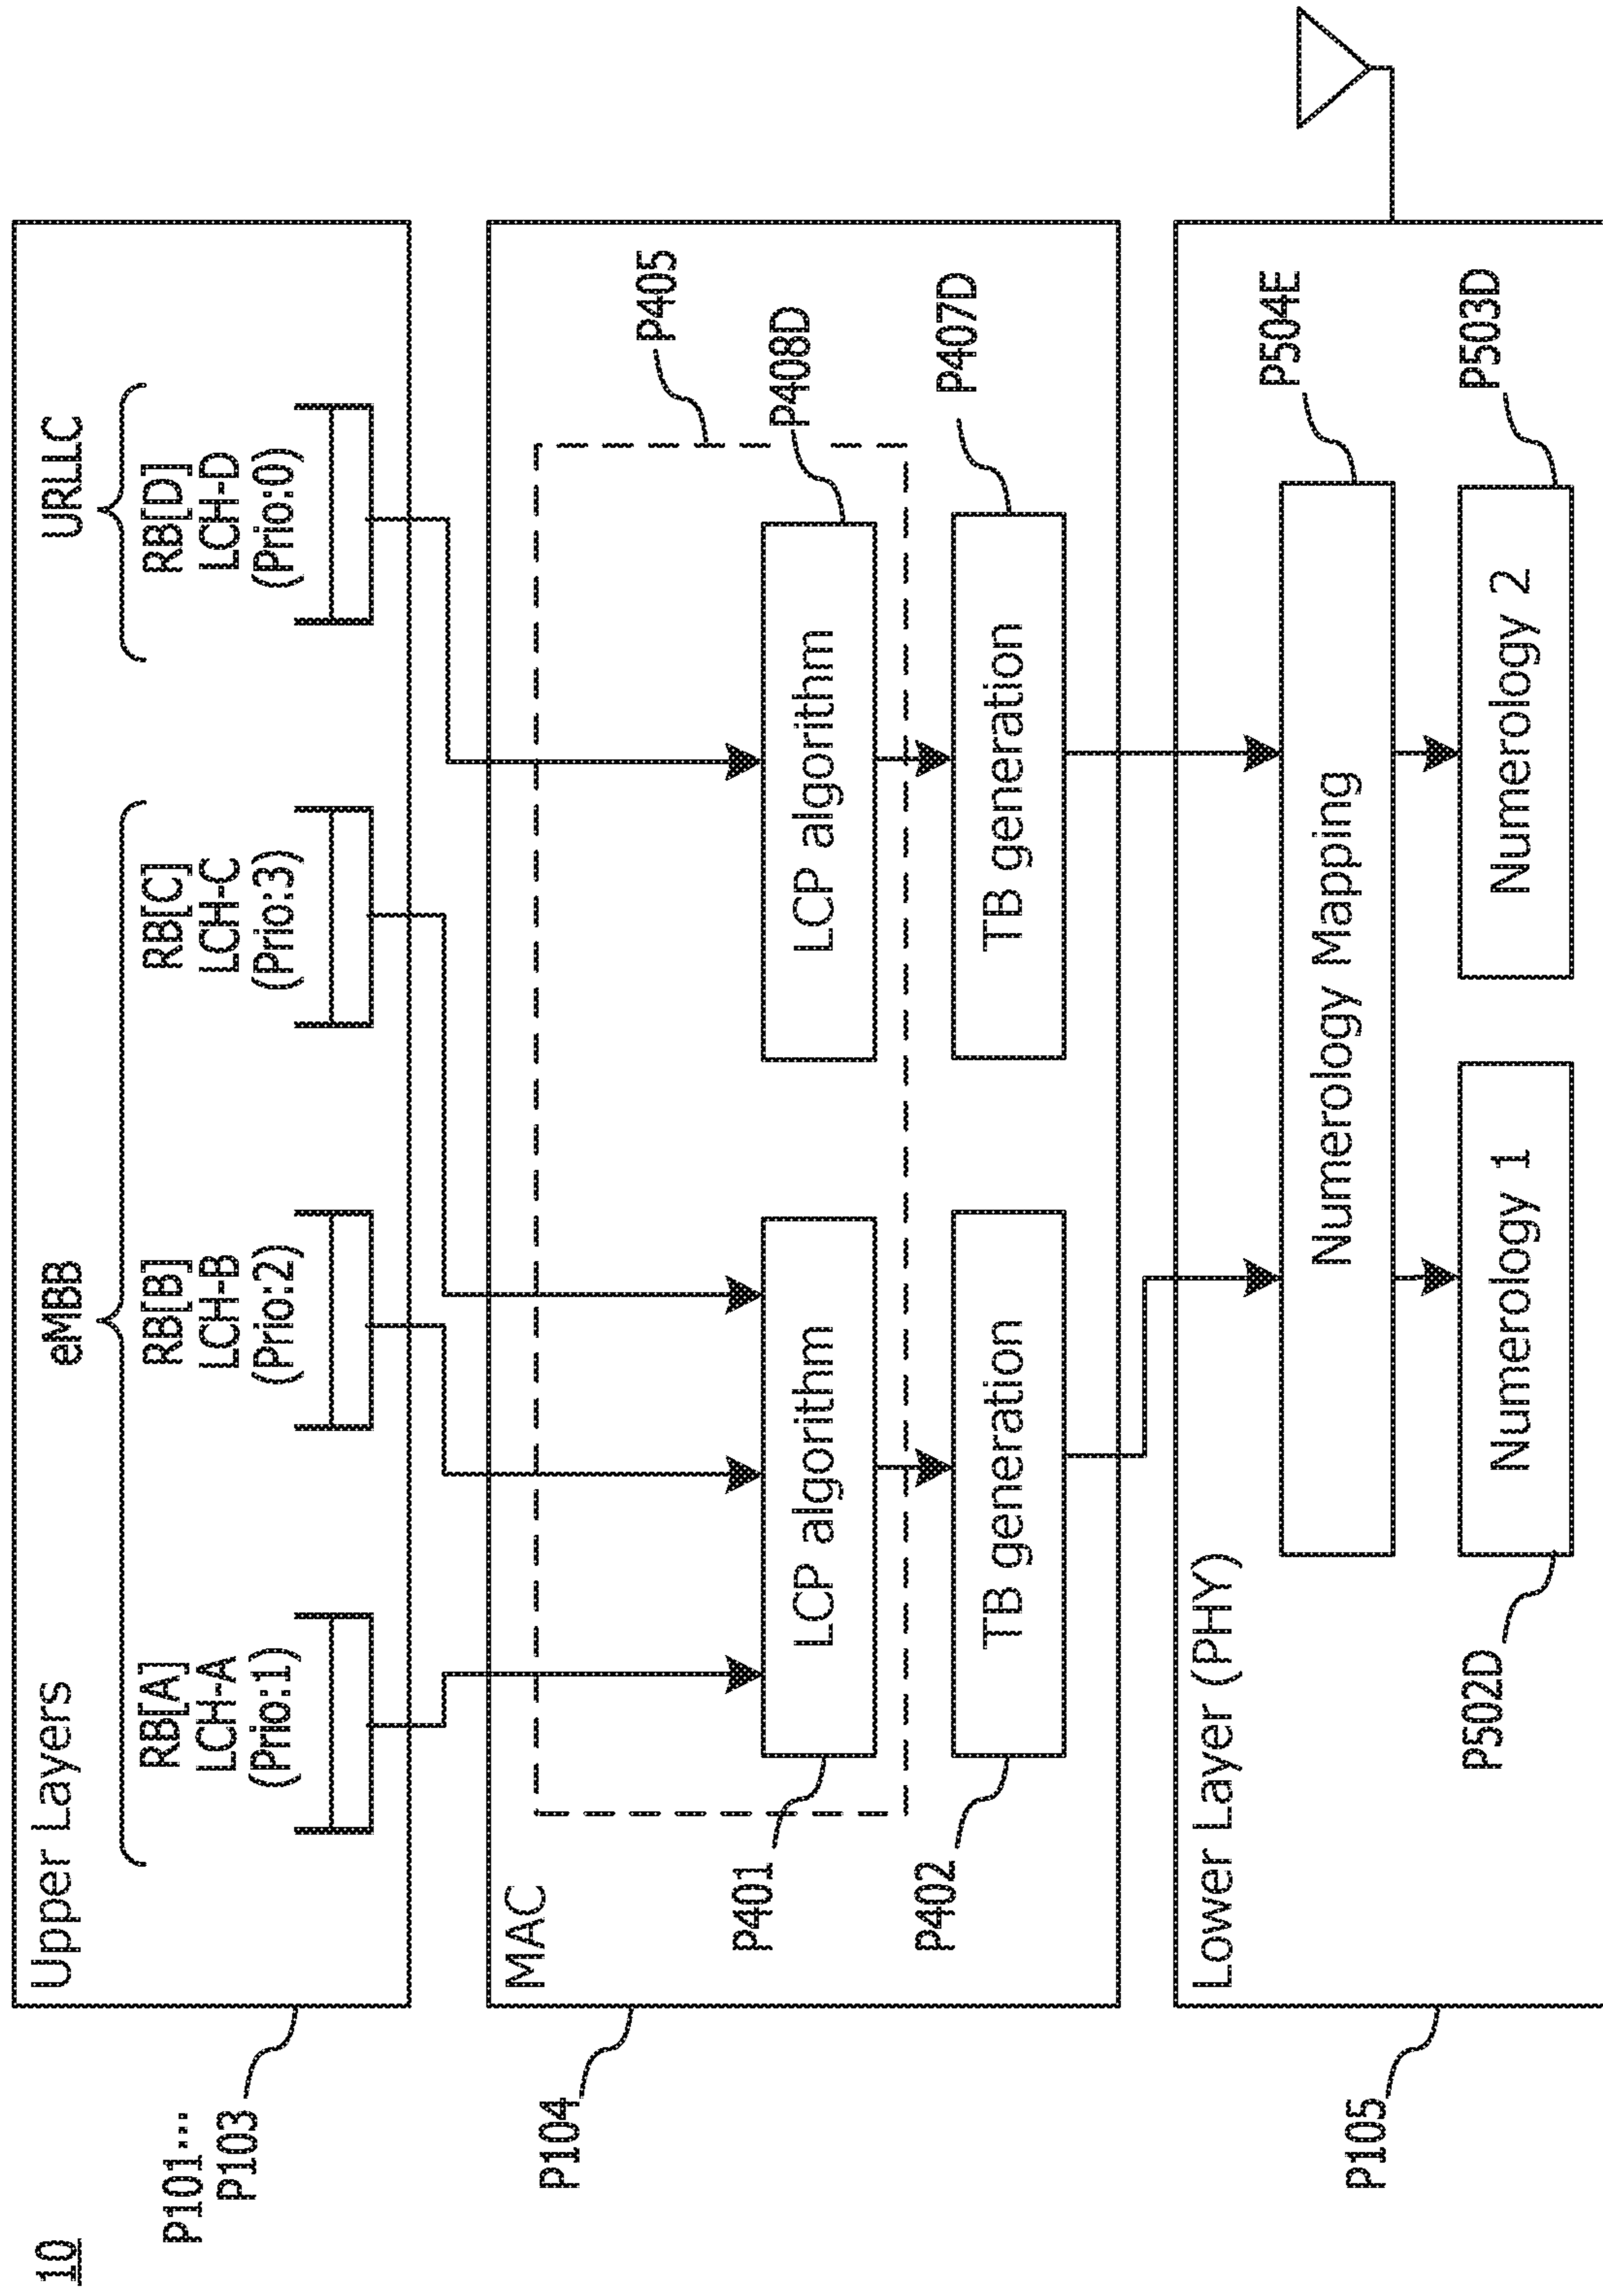 10
P101…
P103
Upper Layers
eMBB
URLLC
RB[A]
LCH-A
(Prio:1)
RB[B]
LCH-B
(Prio:2)
RB[C]
LCH-C
(Prio:3)
RB[D]
LCH-D
(Prio:0)
P104
MAC
P405
P401
LCP algorithm
LCP algorithm
P408D
P402
TB generation
TB generation
P407D
P105
Lower Layer (PHY)
Numerology Mapping
P504E
P502D
Numerology 1
Numerology 2
P503D